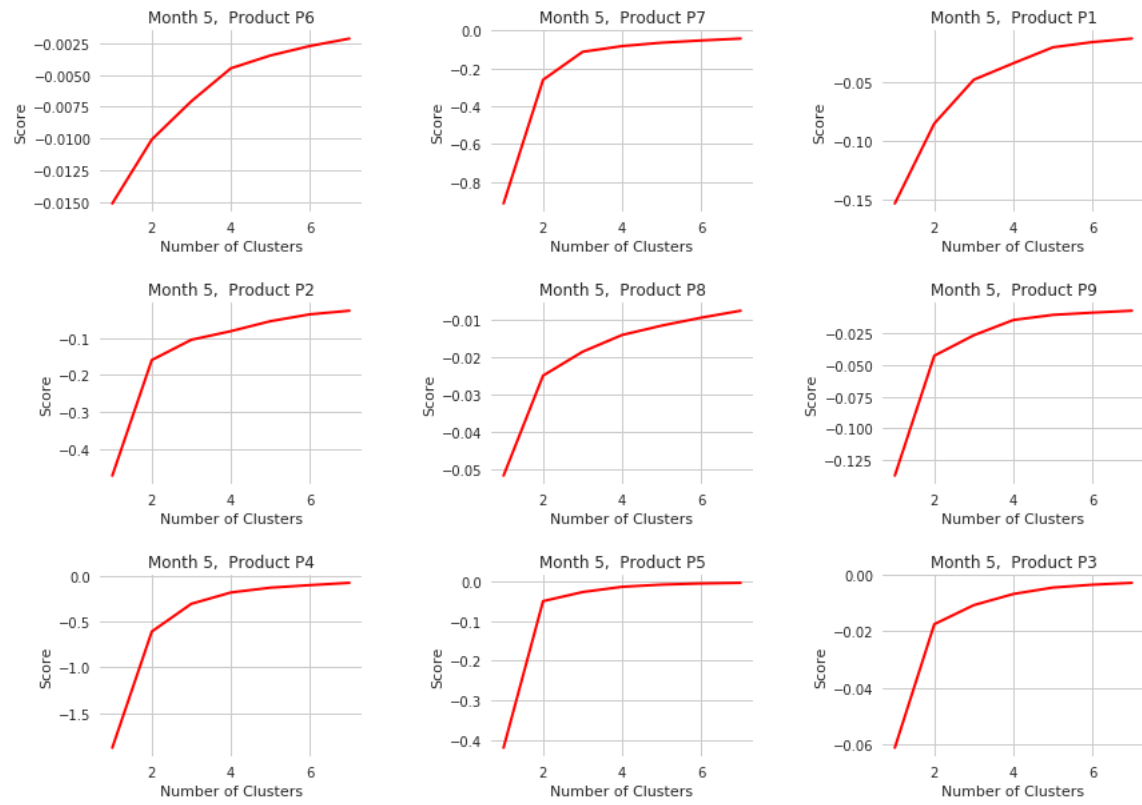 Month 5,  Product P6
−0.0025
−0.0050
−0.0075
−0.0100
−0.0125
−0.0150
Score
2 4 6
Number of Clusters
Month 5,  Product P7
0.0
−0.2
−0.4
−0.6
−0.8
Score
2 4 6
Number of Clusters
Month 5,  Product P1
−0.05
−0.10
−0.15
Score
2 4 6
Number of Clusters
Month 5,  Product P2
−0.1
−0.2
−0.3
−0.4
Score
2 4 6
Number of Clusters
Month 5,  Product P8
−0.01
−0.02
−0.03
−0.04
−0.05
Score
2 4 6
Number of Clusters
Month 5,  Product P9
−0.025
−0.050
−0.075
−0.100
−0.125
Score
2 4 6
Number of Clusters
Month 5,  Product P4
0.0
−0.5
−1.0
−1.5
Score
2 4 6
Number of Clusters
Month 5,  Product P5
0.0
−0.1
−0.2
−0.3
−0.4
Score
2 4 6
Number of Clusters
Month 5,  Product P3
0.00
−0.02
−0.04
−0.06
Score
2 4 6
Number of Clusters